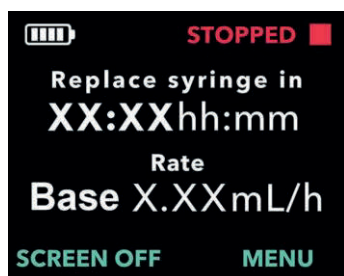 STOPPED
Replace syringe in
XX:XXhh:mm
Rate
Base X.XXmL/h
SCREEN OFF MENU